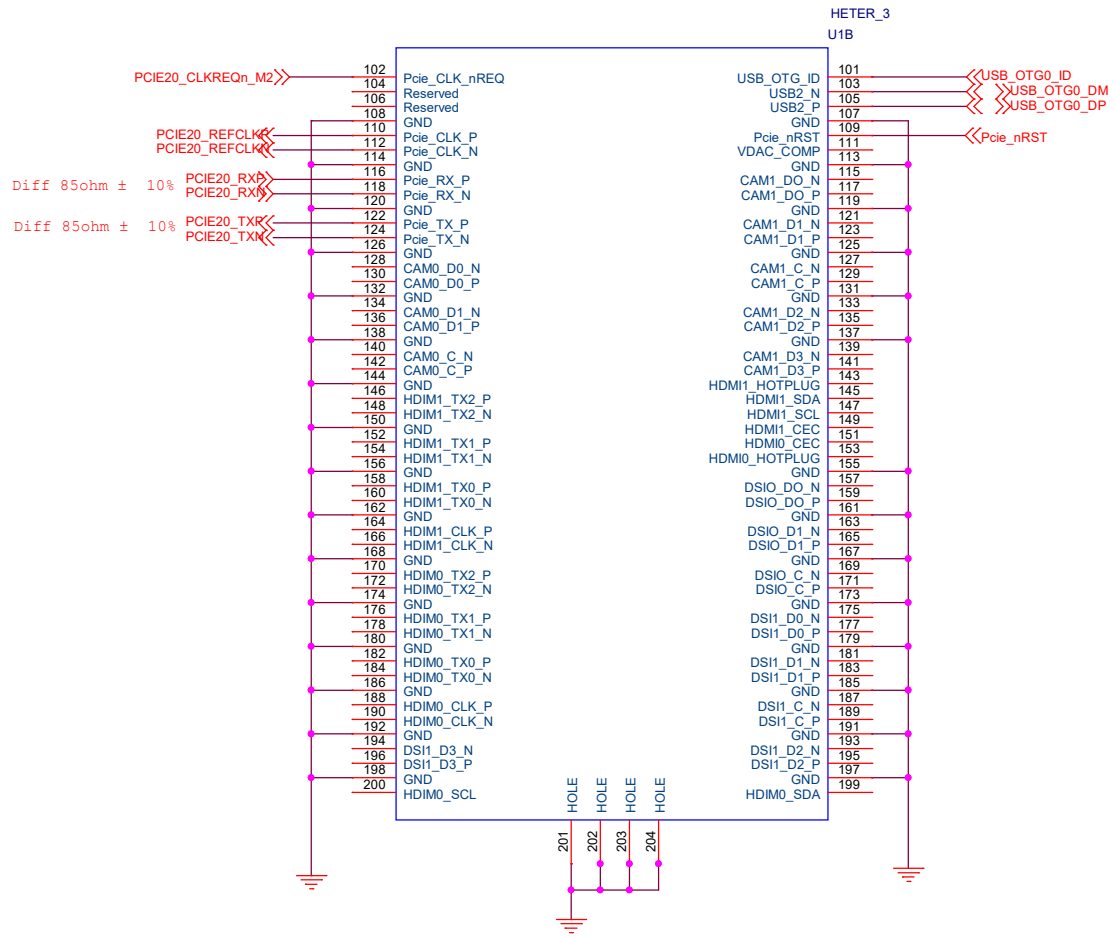 HETER_3
U1B
PCIE20_CLKREQn_M2 102 Pcie_CLK_nREQ
104 Reserved
106 Reserved
108 GND
PCIE20_REFCLKP 110 Pcie_CLK_P
PCIE20_REFCLKN 112 Pcie_CLK_N
114 GND
Diff 85ohm ± 10% PCIE20_RXP 116 Pcie_RX_P
PCIE20_RXN 118 Pcie_RX_N
120 GND
Diff 85ohm ± 10% PCIE20_TXP 122 Pcie_TX_P
PCIE20_TXN 124 Pcie_TX_N
126 GND
128 CAM0_D0_N
130 CAM0_D0_P
132 GND
134 CAM0_D1_N
136 CAM0_D1_P
138 GND
140 CAM0_C_N
142 CAM0_C_P
144 GND
146 HDIM1_TX2_P
148 HDIM1_TX2_N
150 GND
152 HDIM1_TX1_P
154 HDIM1_TX1_N
156 GND
158 HDIM1_TX0_P
160 HDIM1_TX0_N
162 GND
164 HDIM1_CLK_P
166 HDIM1_CLK_N
168 GND
170 HDIM0_TX2_P
172 HDIM0_TX2_N
174 GND
176 HDIM0_TX1_P
178 HDIM0_TX1_N
180 GND
182 HDIM0_TX0_P
184 HDIM0_TX0_N
186 GND
188 HDIM0_CLK_P
190 HDIM0_CLK_N
192 GND
194 DSI1_D3_N
196 DSI1_D3_P
198 GND
200 HDIM0_SCL
USB_OTG_ID 101 USB_OTG0_ID
USB2_N 103 USB_OTG0_DM
USB2_P 105 USB_OTG0_DP
GND 107
Pcie_nRST 109 Pcie_nRST
VDAC_COMP 111
GND 113
CAM1_DO_N 115
CAM1_DO_P 117
GND 119
CAM1_D1_N 121
CAM1_D1_P 123
GND 125
CAM1_C_N 127
CAM1_C_P 129
GND 131
CAM1_D2_N 133
CAM1_D2_P 135
GND 137
CAM1_D3_N 139
CAM1_D3_P 141
HDMI1_HOTPLUG 143
HDMI1_SDA 145
HDMI1_SCL 147
HDMI1_CEC 149
HDMI0_CEC 151
HDMI0_HOTPLUG 153
GND 155
DSIO_DO_N 157
DSIO_DO_P 159
GND 161
DSIO_D1_N 163
DSIO_D1_P 165
GND 167
DSIO_C_N 169
DSIO_C_P 171
GND 173
DSI1_D0_N 175
DSI1_D0_P 177
GND 179
DSI1_D1_N 181
DSI1_D1_P 183
GND 185
DSI1_C_N 187
DSI1_C_P 189
GND 191
DSI1_D2_N 193
DSI1_D2_P 195
GND 197
HDIM0_SDA 199
HOLE 201
HOLE 202
HOLE 203
HOLE 204